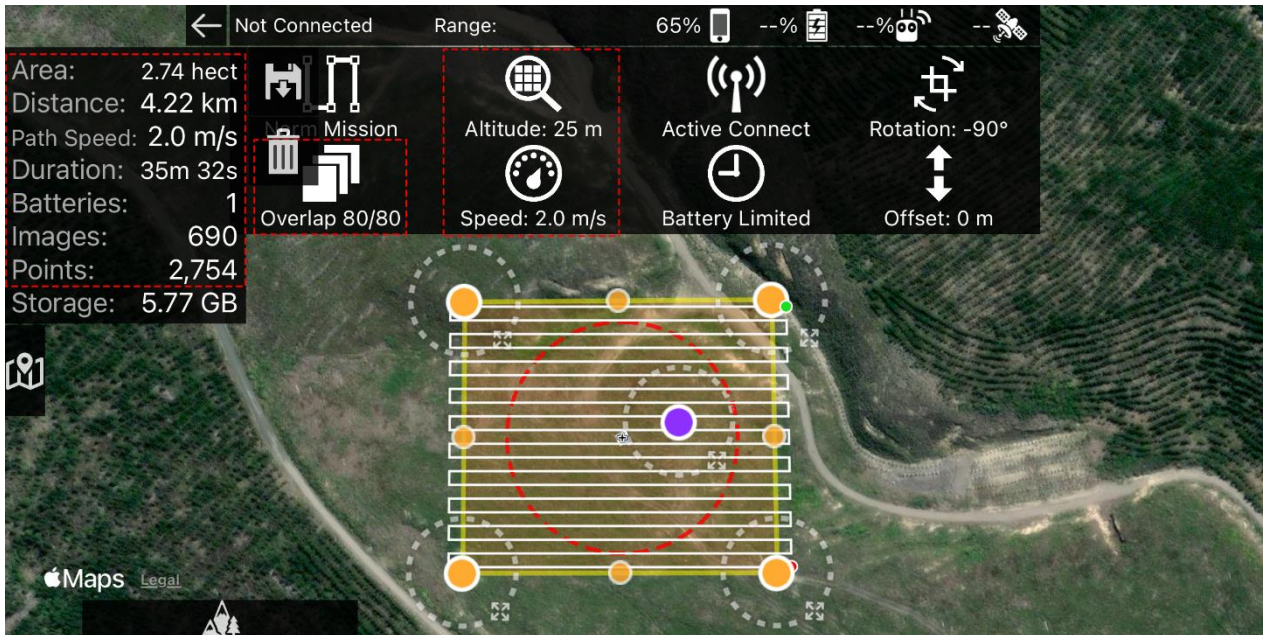 Not Connected Range: 65% --% --% --
Area: 2.74 hect
Distance: 4.22 km
Path Speed: 2.0 m/s
Duration: 35m 32s
Batteries: 1
Images: 690
Points: 2,754
Storage: 5.77 GB
Norm Mission
Altitude: 25 m
Active Connect
Rotation: -90°
Overlap 80/80
Speed: 2.0 m/s
Battery Limited
Offset: 0 m
Maps Legal